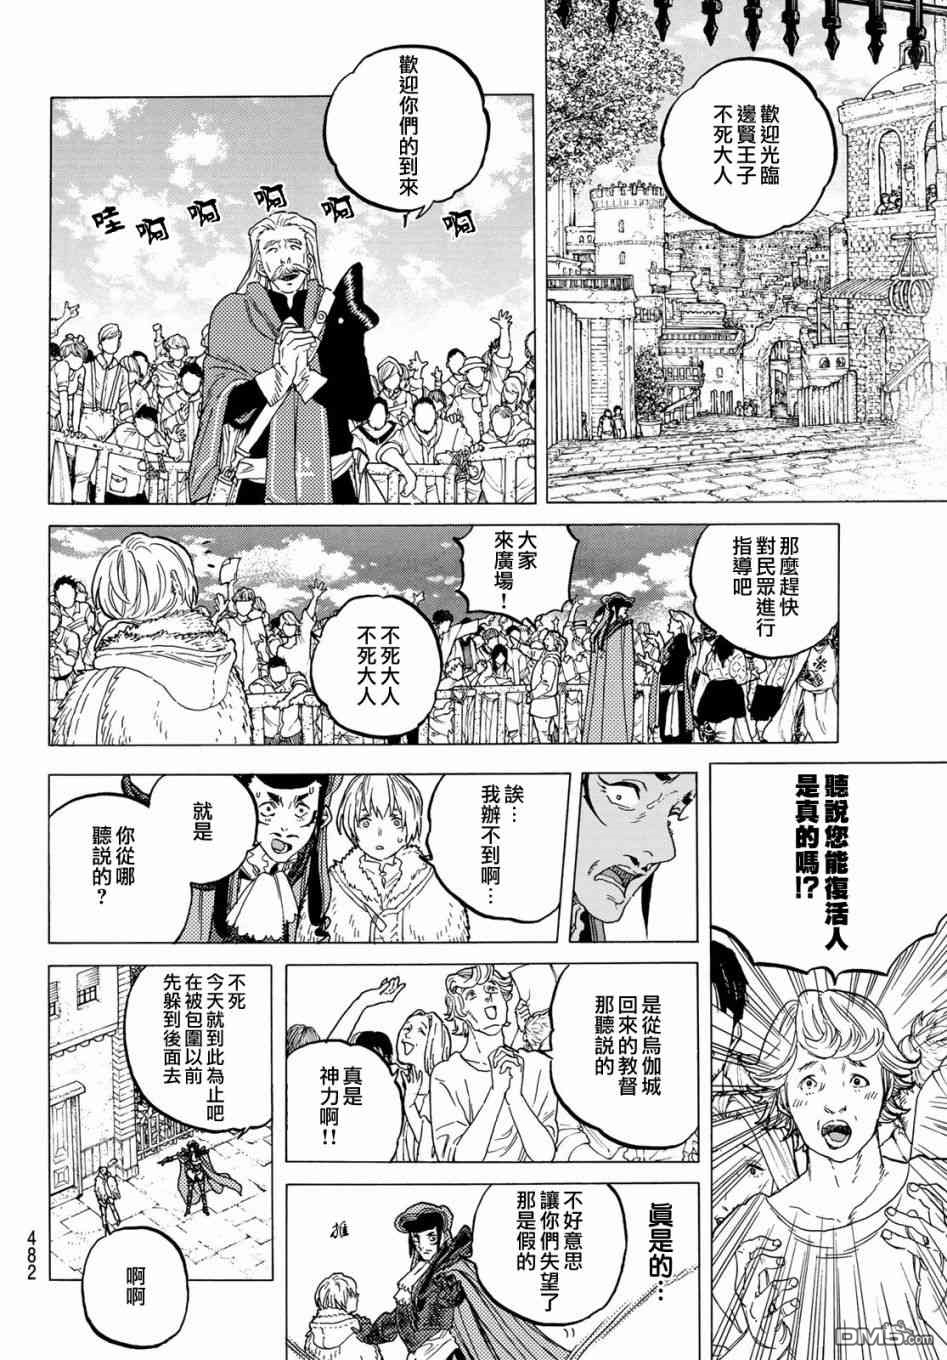 歡迎光臨
邊賢王子
不死大人
歡迎你們的到來
哇啊啊啊啊啊
那麼趕快
對民眾進行
指導吧
大家
來廣場！
不死大人
不死大人
聽說您能復活人
是真的嗎!?
誒…
我辦不到啊…
就是
你從哪
聽説的？
是從烏伽城
回來的教督
那聽説的
真是
神力啊!!
不死
今天就到此為止吧
在被包圍以前
先躲到後面去
啊啊
真是的…
不好意思
讓你們失望了
那是假的
推
482
DM5.com